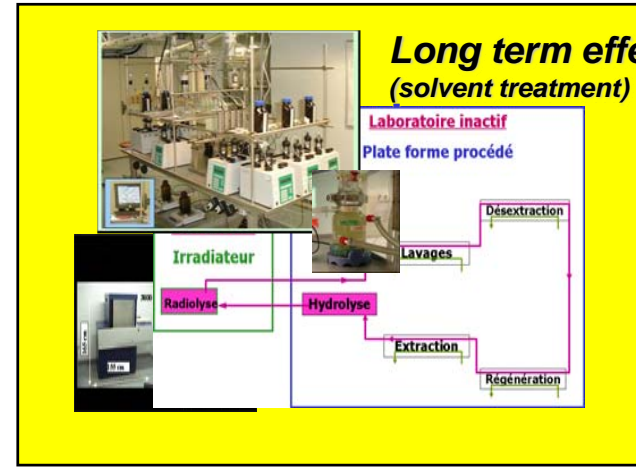 Long term effe
(solvent treatment)
Laboratoire inactif
Plate forme procédé
Désextraction
Irradiateur
Lavages
Radiolyse
Hydrolyse
Extraction
Régénération